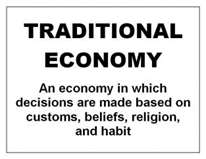 TRADITIONAL
ECONOMY
An economy in which
decisions are made based on
customs, beliefs, religion,
and habit